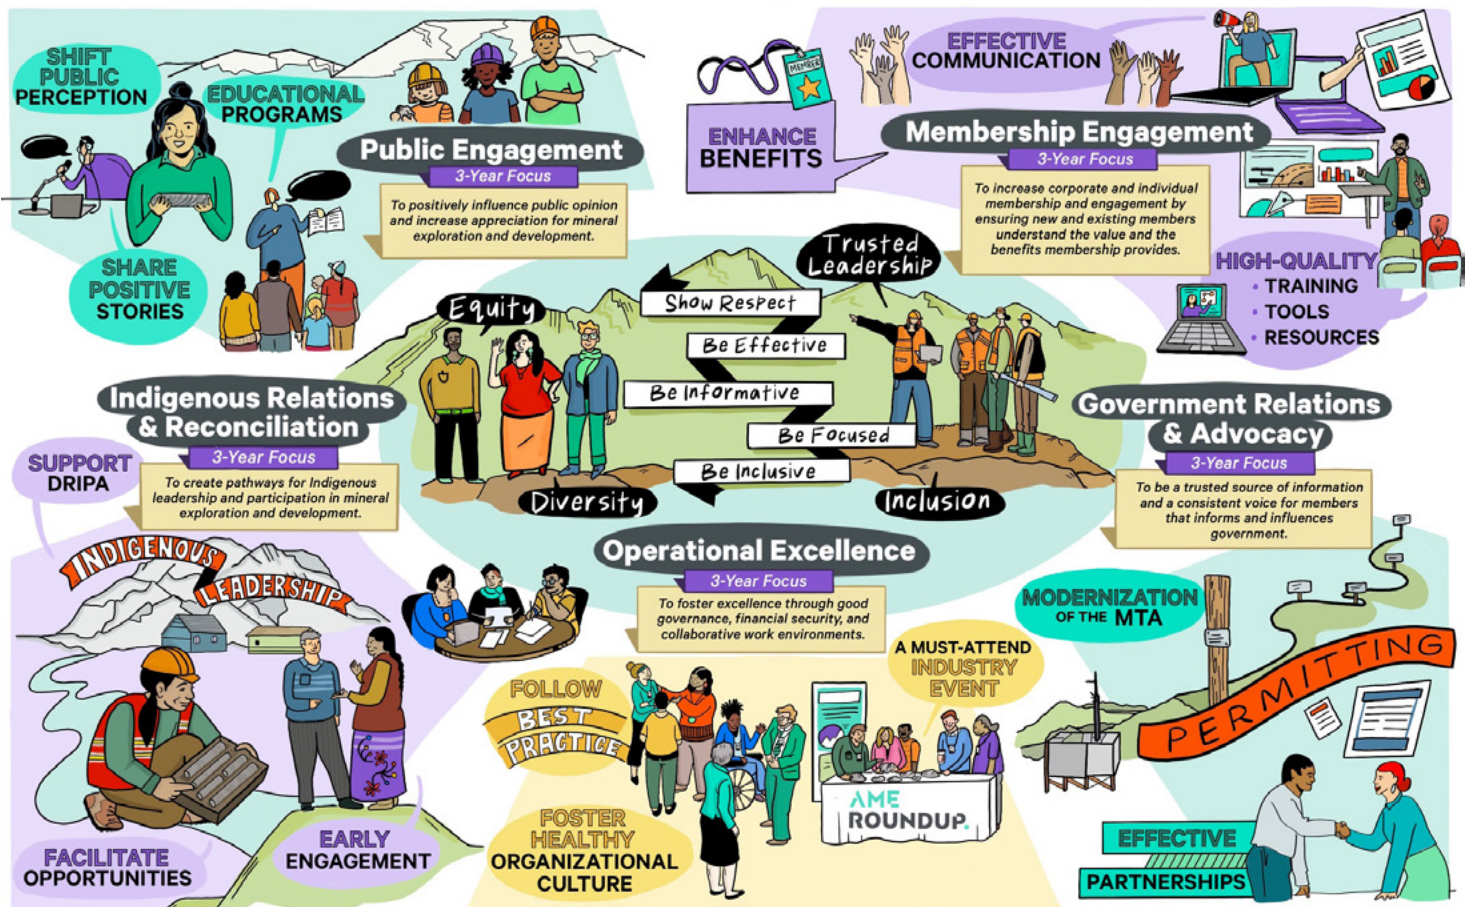 SHIFT
PUBLIC
PERCEPTION
EDUCATIONAL
PROGRAMS
SHARE
POSITIVE
STORIES
Public Engagement
3-Year Focus
To positively influence public opinion
and increase appreciation for mineral
exploration and development.
MEMBER
ENHANCE
BENEFITS
EFFECTIVE
COMMUNICATION
Membership Engagement
3-Year Focus
To increase corporate and individual
membership and engagement by
ensuring new and existing members
understand the value and the
benefits membership provides.
HIGH-QUALITY
• TRAINING
• TOOLS
• RESOURCES
Equity
Trusted
Leadership
Show Respect
Be Effective
Be Informative
Be Focused
Be Inclusive
Diversity
Inclusion
Indigenous Relations
& Reconciliation
3-Year Focus
To create pathways for Indigenous
leadership and participation in mineral
exploration and development.
SUPPORT
DRIPA
INDIGENOUS
LEADERSHIP
FACILITATE
OPPORTUNITIES
EARLY
ENGAGEMENT
Operational Excellence
3-Year Focus
To foster excellence through good
governance, financial security, and
collaborative work environments.
FOLLOW
BEST
PRACTICE
FOSTER
HEALTHY
ORGANIZATIONAL
CULTURE
A MUST-ATTEND
INDUSTRY
EVENT
AME
ROUNDUP.
Government Relations
& Advocacy
3-Year Focus
To be a trusted source of information
and a consistent voice for members
that informs and influences
government.
MODERNIZATION
OF THE MTA
PERMITTING
EFFECTIVE
PARTNERSHIPS